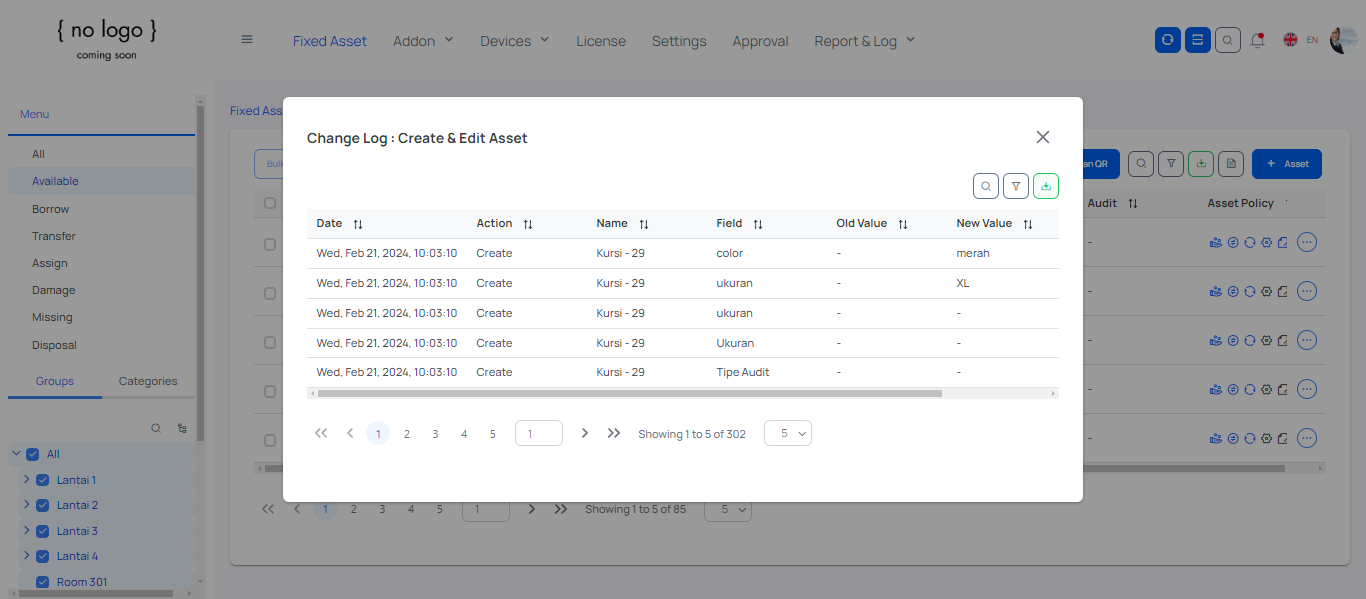 { no logo }
coming soon
Fixed Asset Addon Devices License Settings Approval Report & Log EN
Menu
All
Available
Borrow
Transfer
Assign
Damage
Missing
Disposal
Groups Categories
All
Lantai 1
Lantai 2
Lantai 3
Lantai 4
Room 301
Fixed Ass
Bulk
an QR + Asset
Audit Asset Policy
-
-
-
-
-
Change Log : Create & Edit Asset
Date Action Name Field Old Value New Value
Wed, Feb 21, 2024, 10:03:10 Create Kursi - 29 color - merah
Wed, Feb 21, 2024, 10:03:10 Create Kursi - 29 ukuran - XL
Wed, Feb 21, 2024, 10:03:10 Create Kursi - 29 ukuran - -
Wed, Feb 21, 2024, 10:03:10 Create Kursi - 29 Ukuran - -
Wed, Feb 21, 2024, 10:03:10 Create Kursi - 29 Tipe Audit - -
1 2 3 4 5 1 Showing 1 to 5 of 302 5
1 2 3 4 5 1 Showing 1 to 5 of 85 5